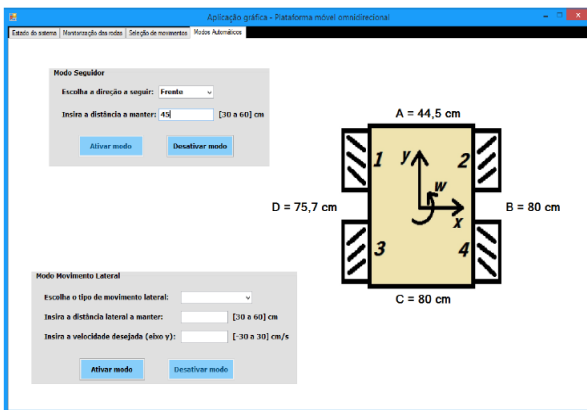 Aplicação gráfica - Plataforma móvel omnidirecional
Estado do sistema Monitorização das rodas Seleção de movimentos Modos Automáticos
Modo Seguidor
Escolha a direção a seguir: Frente
Insira a distância a manter: 45 [30 a 60] cm
Ativar modo Desativar modo
A = 44,5 cm
1 y 2
w
D = 75,7 cm B = 80 cm
x
3 4
C = 80 cm
Modo Movimento Lateral
Escolha o tipo de movimento lateral:
Insira a distância lateral a manter: [30 a 60] cm
Insira a velocidade desejada (eixo y): [-30 a 30] cm/s
Ativar modo Desativar modo